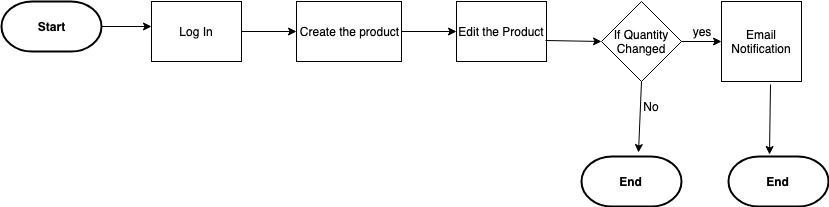 Start
Log In
Create the product
Edit the Product
If Quantity
Changed
yes
Email
Notification
No
End
End